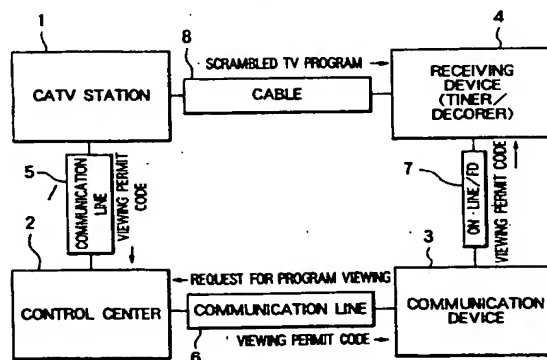 1
8
4
SCRAMBLED TV PROGRAM →
CATV STATION
CABLE
RECEIVING
DEVICE
(TINER/
DECORER)
5
COMMUNICATION
LINE
VIEWING PERMIT
CODE
7
ON-LINE/FD
VIEWING PERMIT CODE
2
3
← REQUEST FOR PROGRAM VIEWING
CONTROL CENTER
COMMUNICATION LINE
COMMUNICATION
DEVICE
6
VIEWING PERMIT CODE →